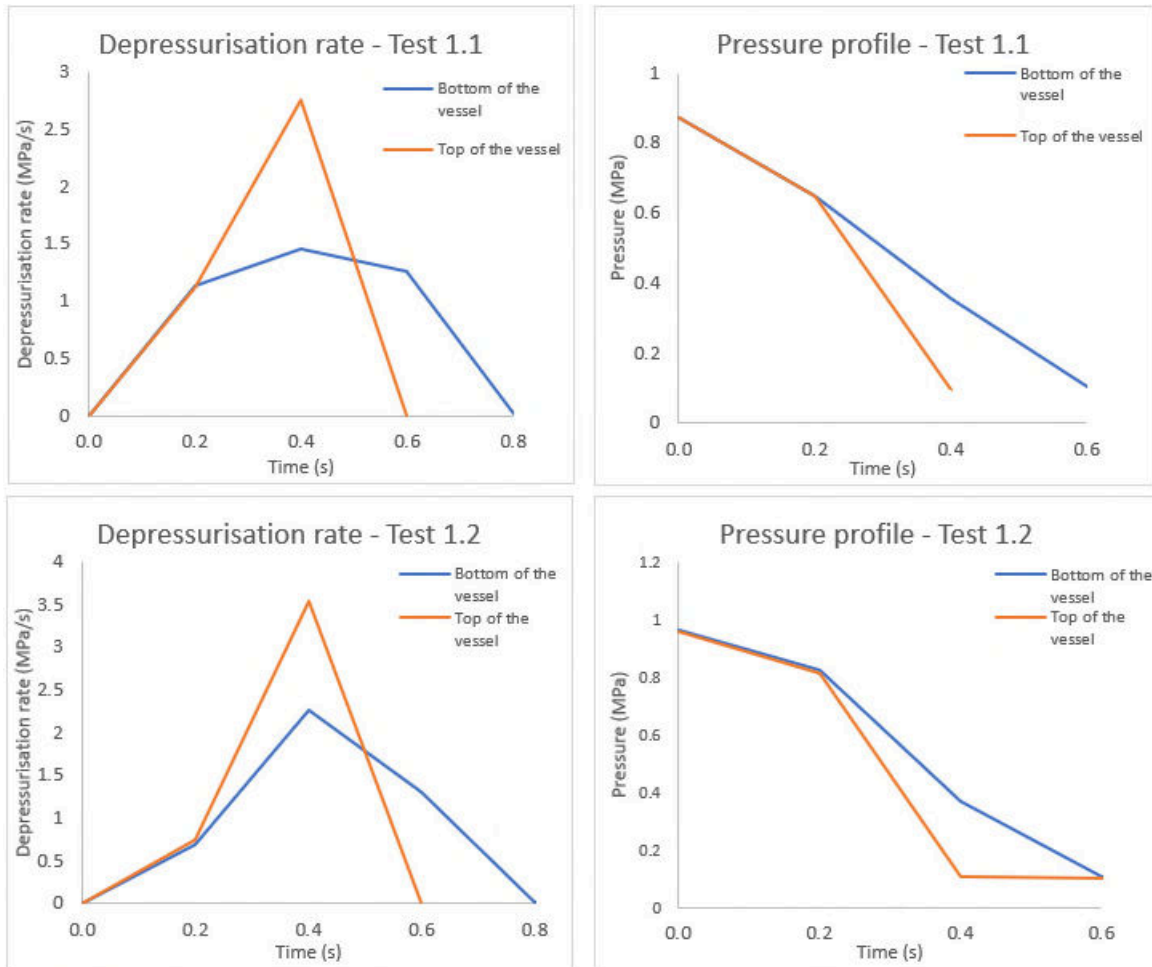 Depressurisation rate - Test 1.1
Bottom of the
vessel
Top of the vessel
Depressurisation rate (MPa/s)
3
2.5
2
1.5
1
0.5
0
0.0 0.2 0.4 0.6 0.8
Time (s)
Pressure profile - Test 1.1
Bottom of the
vessel
Top of the vessel
Pressure (MPa)
1
0.8
0.6
0.4
0.2
0
0.0 0.2 0.4 0.6
Time (s)
Depressurisation rate - Test 1.2
Bottom of the
vessel
Top of the
vessel
Depressurisation rate (MPa/s)
4
3.5
3
2.5
2
1.5
1
0.5
0
0.0 0.2 0.4 0.6 0.8
Time (s)
Pressure profile - Test 1.2
Bottom of the
vessel
Top of the
vessel
Pressure (MPa)
1.2
1
0.8
0.6
0.4
0.2
0
0.0 0.2 0.4 0.6
Time (s)